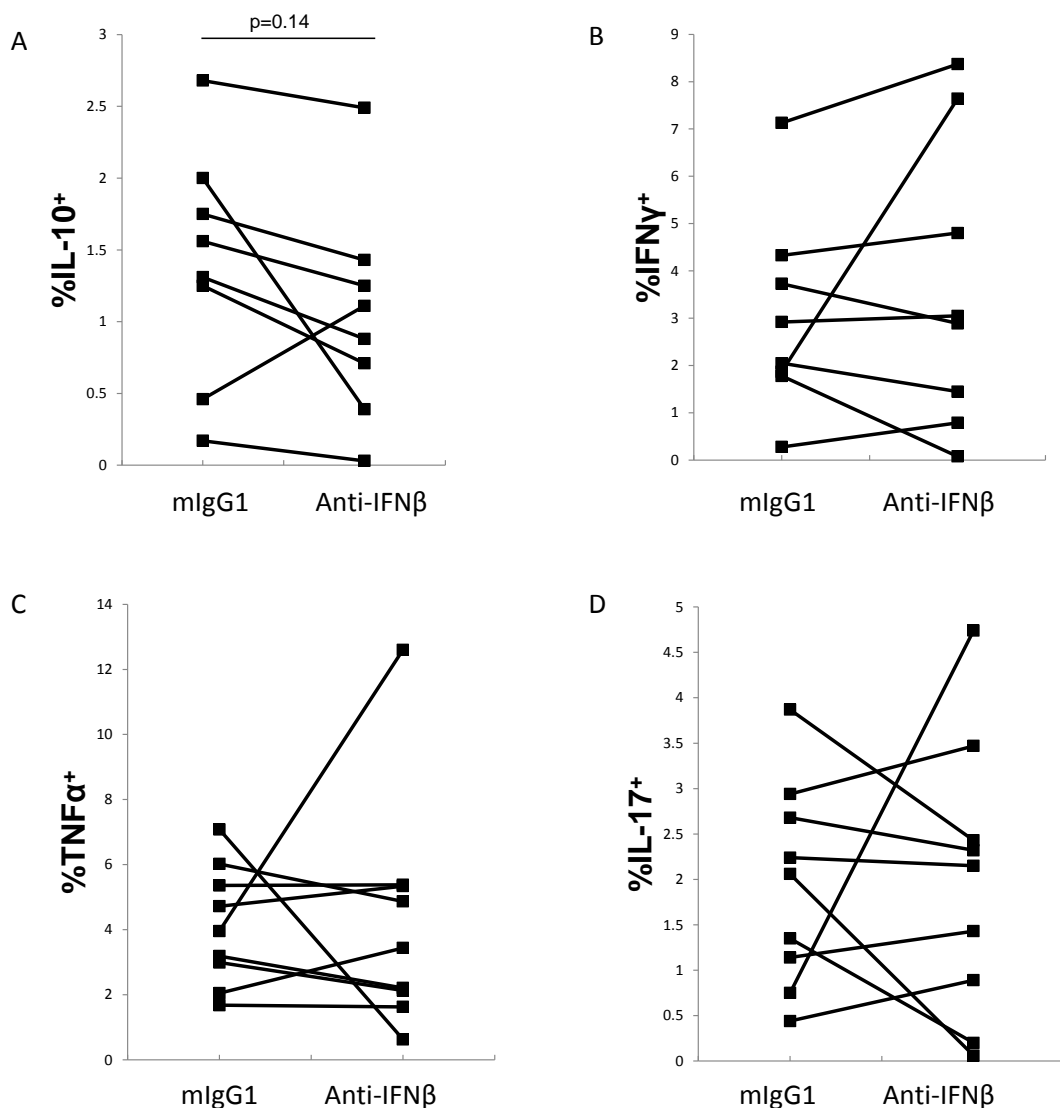 A
p=0.14
3
2.5
2
1.5
1
0.5
0
%IL-10⁺
mIgG1
Anti-IFNβ
B
9
8
7
6
5
4
3
2
1
0
%IFNγ⁺
mIgG1
Anti-IFNβ
C
14
12
10
8
6
4
2
0
%TNFα⁺
mIgG1
Anti-IFNβ
D
5
4.5
4
3.5
3
2.5
2
1.5
1
0.5
0
%IL-17⁺
mIgG1
Anti-IFNβ